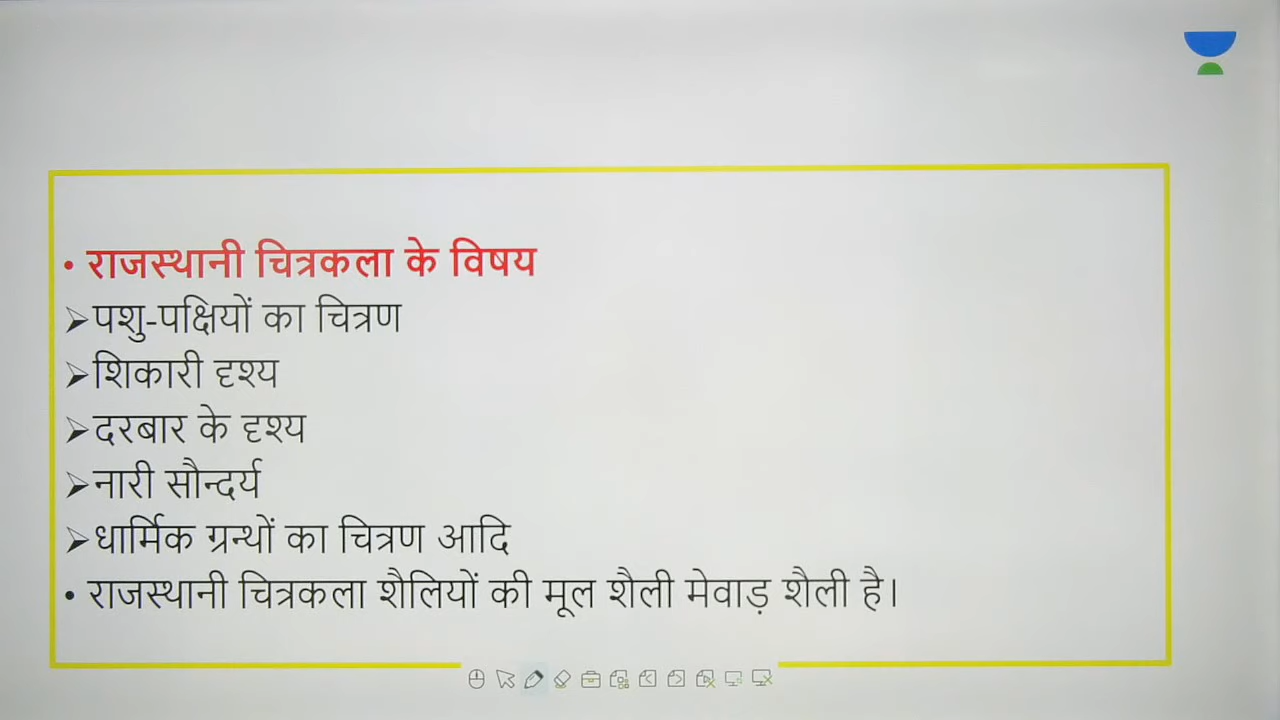 • राजस्थानी चित्रकला के विषय
➢पशु-पक्षियों का चित्रण
➢शिकारी दृश्य
➢दरबार के दृश्य
➢नारी सौन्दर्य
➢धार्मिक ग्रन्थों का चित्रण आदि
• राजस्थानी चित्रकला शैलियों की मूल शैली मेवाड़ शैली है।